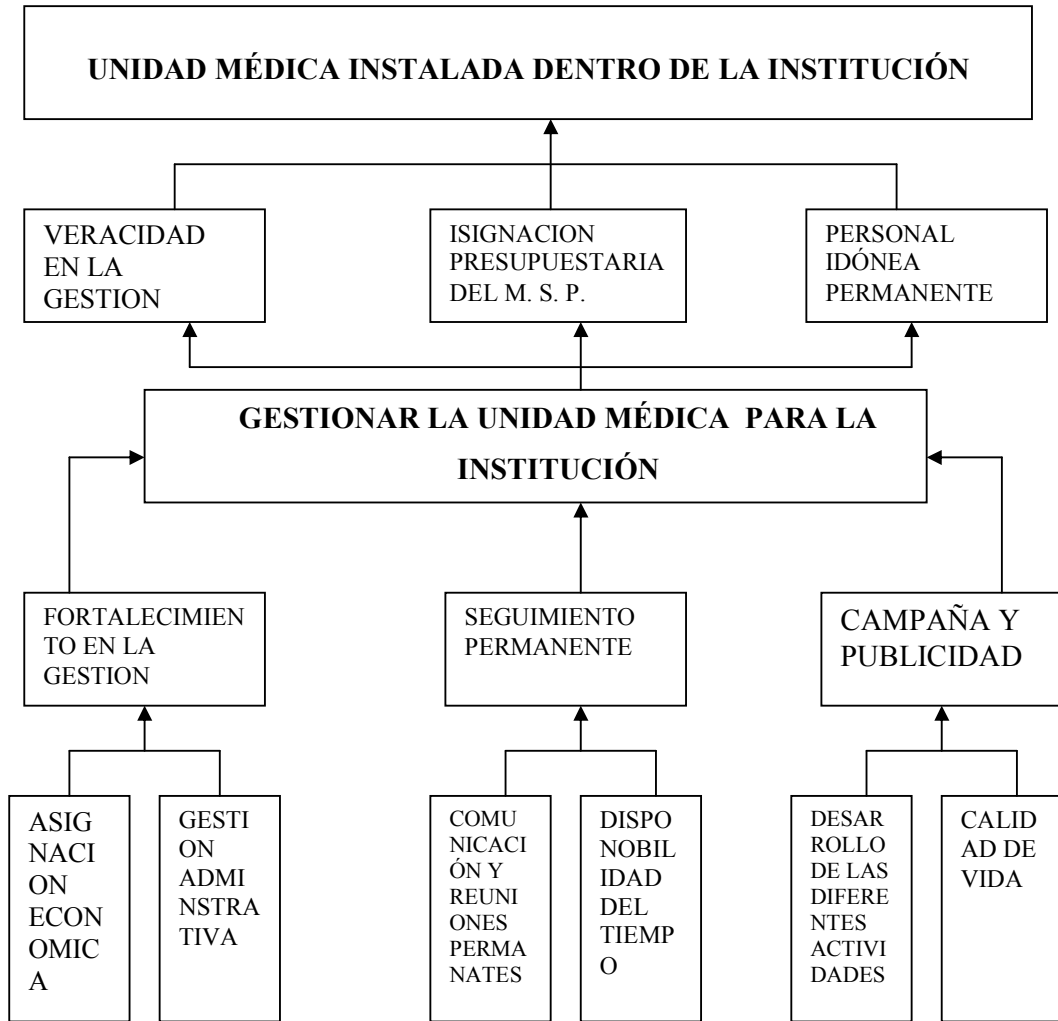 UNIDAD MÉDICA INSTALADA DENTRO DE LA INSTITUCIÓN
VERACIDAD
EN LA
GESTION
ISIGNACION
PRESUPUESTARIA
DEL M. S. P.
PERSONAL
IDÓNEA
PERMANENTE
GESTIONAR LA UNIDAD MÉDICA PARA LA
INSTITUCIÓN
FORTALECIMIEN
TO EN LA
GESTION
SEGUIMIENTO
PERMANENTE
CAMPAÑA Y
PUBLICIDAD
ASIG
NACI
ON
ECON
OMIC
A
GESTI
ON
ADMI
NSTRA
TIVA
COMU
NICACI
ÓN Y
REUNI
ONES
PERMA
NATES
DISPO
NOBIL
IDAD
DEL
TIEMP
O
DESAR
ROLLO
DE LAS
DIFERE
NTES
ACTIVI
DADES
CALID
AD DE
VIDA